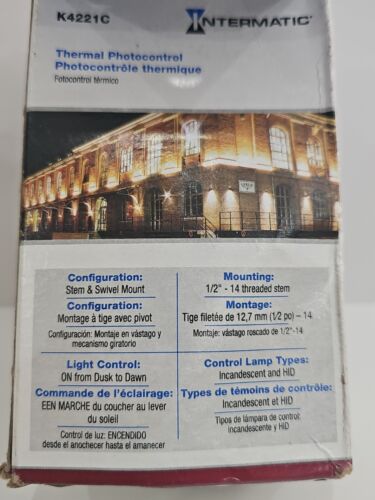 K4221C
INTERMATIC®
Thermal Photocontrol
Photocontrôle thermique
Fotocontrol térmico
Configuration:
Stem & Swivel Mount
Configuration:
Montage à tige avec pivot
Configuración: Montaje en vástago y
mecanismo giratorio
Mounting:
1/2" - 14 threaded stem
Montage:
Tige filetée de 12,7 mm (1/2 po) – 14
Montaje: vástago roscado de 1/2"-14
Light Control:
ON from Dusk to Dawn
Commande de l'éclairage:
EEN MARCHE du coucher au lever
du soleil
Control de luz: ENCENDIDO
desde el anochecer hasta el amanecer
Control Lamp Types:
Incandescent and HID
Types de témoins de contrôle:
Incandescent et HID
Tipos de lámpara de control:
incandescente y HID